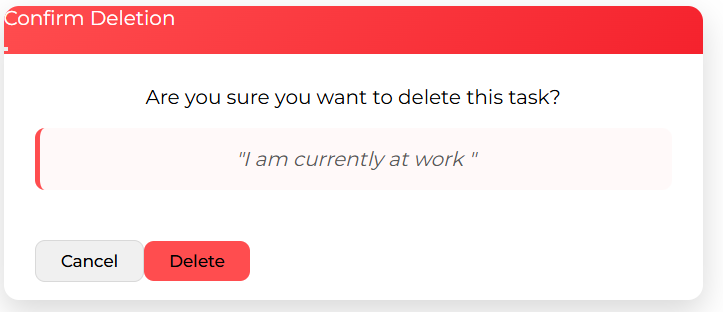 Confirm Deletion
Are you sure you want to delete this task?
"I am currently at work "
Cancel Delete